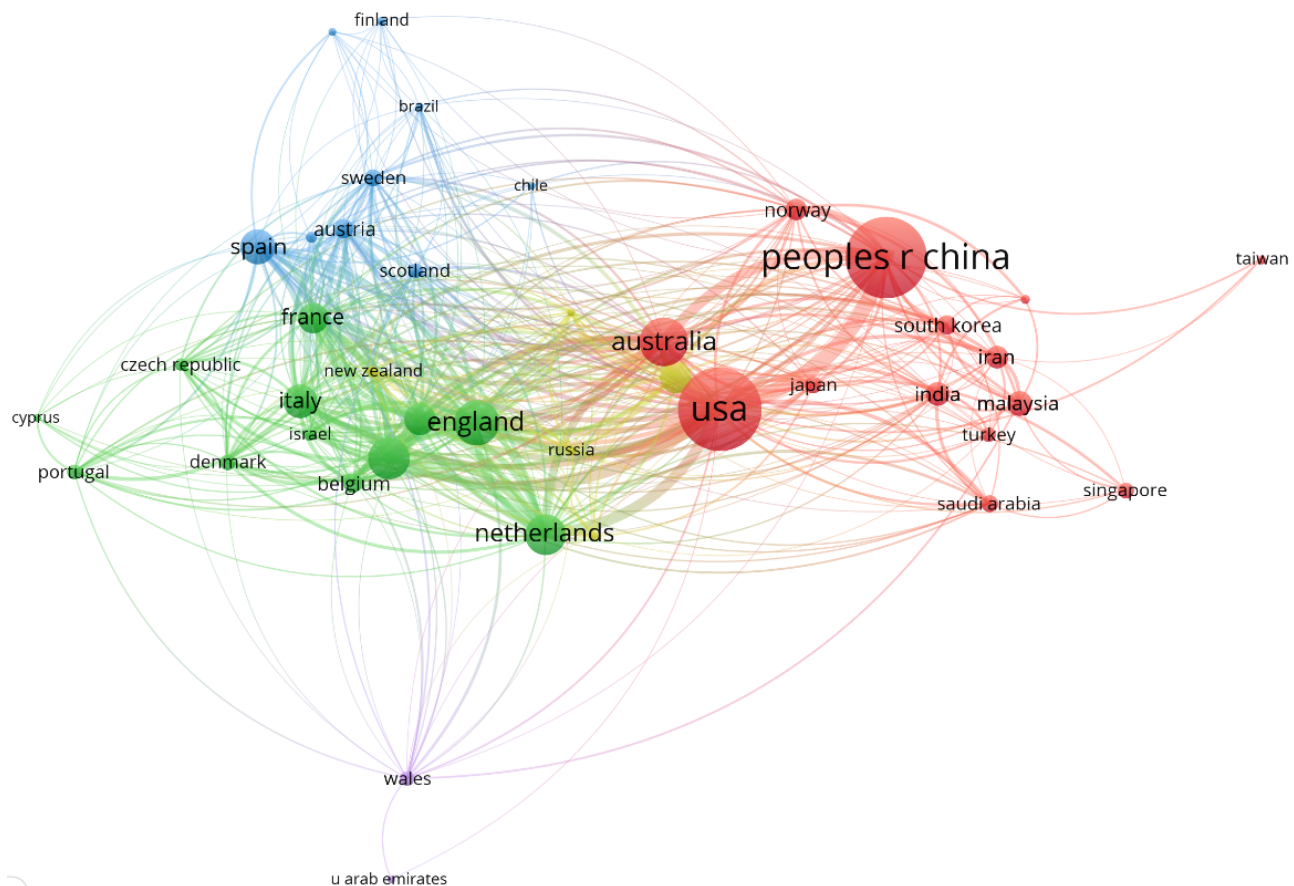 finland
brazil
sweden
chile
norway
austria
spain
peoples r china
taiwan
scotland
france
south korea
australia
iran
czech republic
new zealand
japan
india
italy
malaysia
usa
cyprus
england
israel
turkey
russia
denmark
portugal
belgium
singapore
saudi arabia
netherlands
wales
u arab emirates